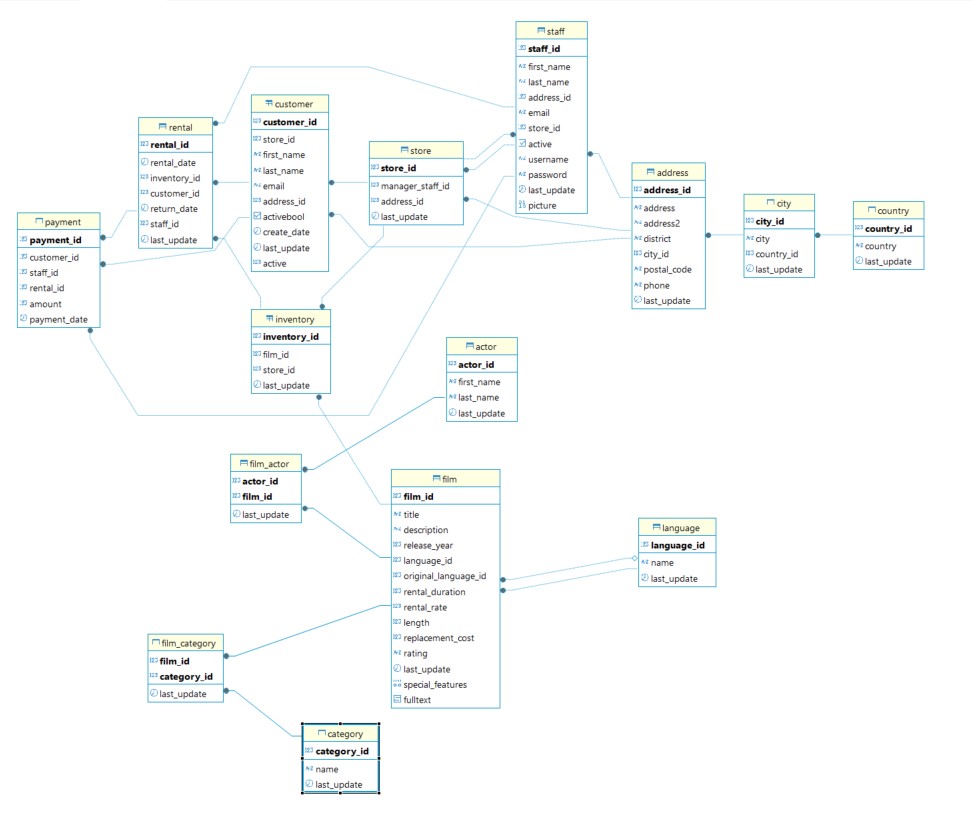 staff
staff_id
first_name
last_name
address_id
email
store_id
active
username
password
last_update
picture
customer
customer_id
store_id
first_name
last_name
email
address_id
activebool
create_date
last_update
active
rental
rental_id
rental_date
inventory_id
customer_id
return_date
staff_id
last_update
store
store_id
manager_staff_id
address_id
last_update
address
address_id
address
address2
district
city_id
postal_code
phone
last_update
city
city_id
city
country_id
last_update
country
country_id
country
last_update
payment
payment_id
customer_id
staff_id
rental_id
amount
payment_date
inventory
inventory_id
film_id
store_id
last_update
actor
actor_id
first_name
last_name
last_update
film_actor
actor_id
film_id
last_update
film
film_id
title
description
release_year
language_id
original_language_id
rental_duration
rental_rate
length
replacement_cost
rating
last_update
special_features
fulltext
language
language_id
name
last_update
film_category
film_id
category_id
last_update
category
category_id
name
last_update